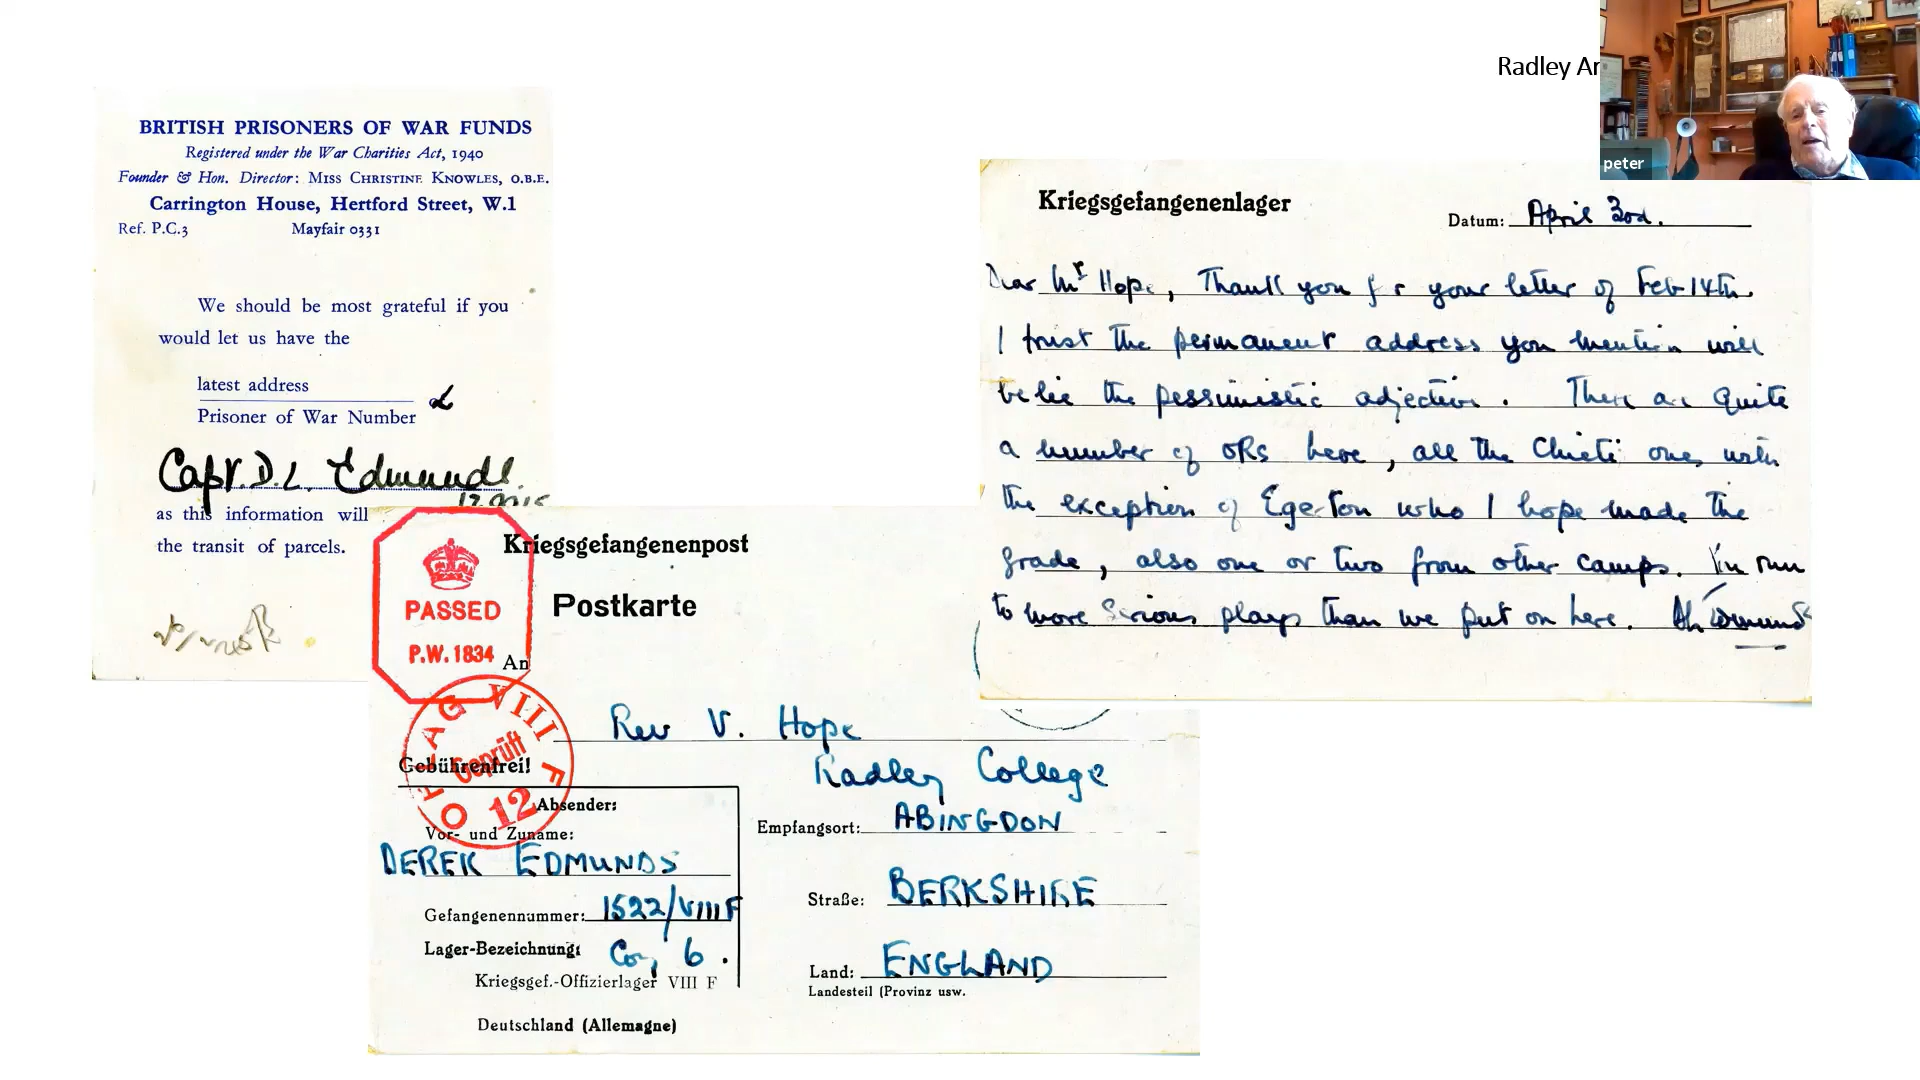 Radley Ar
peter
BRITISH PRISONERS OF WAR FUNDS
Registered under the War Charities Act, 1940
Founder & Hon. Director: MISS CHRISTINE KNOWLES, O.B.E.
Carrington House, Hertford Street, W.1
Ref. P.C.3 Mayfair 0331
We should be most grateful if you
would let us have the
latest address
Prisoner of War Number
Capt. D. L. Edmunds.
as this information will
the transit of parcels.
Kriegsgefangenenpost
Postkarte
PASSED
P.W. 1834
An
OFLAG VIII F
Geprüft
12
Rev V. Hope
Radley College
Gebührenfrei!
Absender:
Vor- und Zuname:
DEREK EDMUNDS
Gefangenennummer: 1522/VIII F
Lager-Bezeichnung: Coy 6.
Kriegsgef.-Offizierlager VIII F
Deutschland (Allemagne)
Empfangsort: ABINGDON
Straße: BERKSHIRE
Land: ENGLAND
Landesteil (Provinz usw.
Kriegsgefangenenlager
Datum: April 3rd.
Dear Mr Hope, Thank you for your letter of Feb 14th.
I trust the permanent address you mention will
belie the pessimistic adjective. There are quite
a number of ORs here, all the Chieti ones with
the exception of Egerton who I hope made the
grade, also one or two from other camps. You run
to more serious plays than we put on here. Edmunds